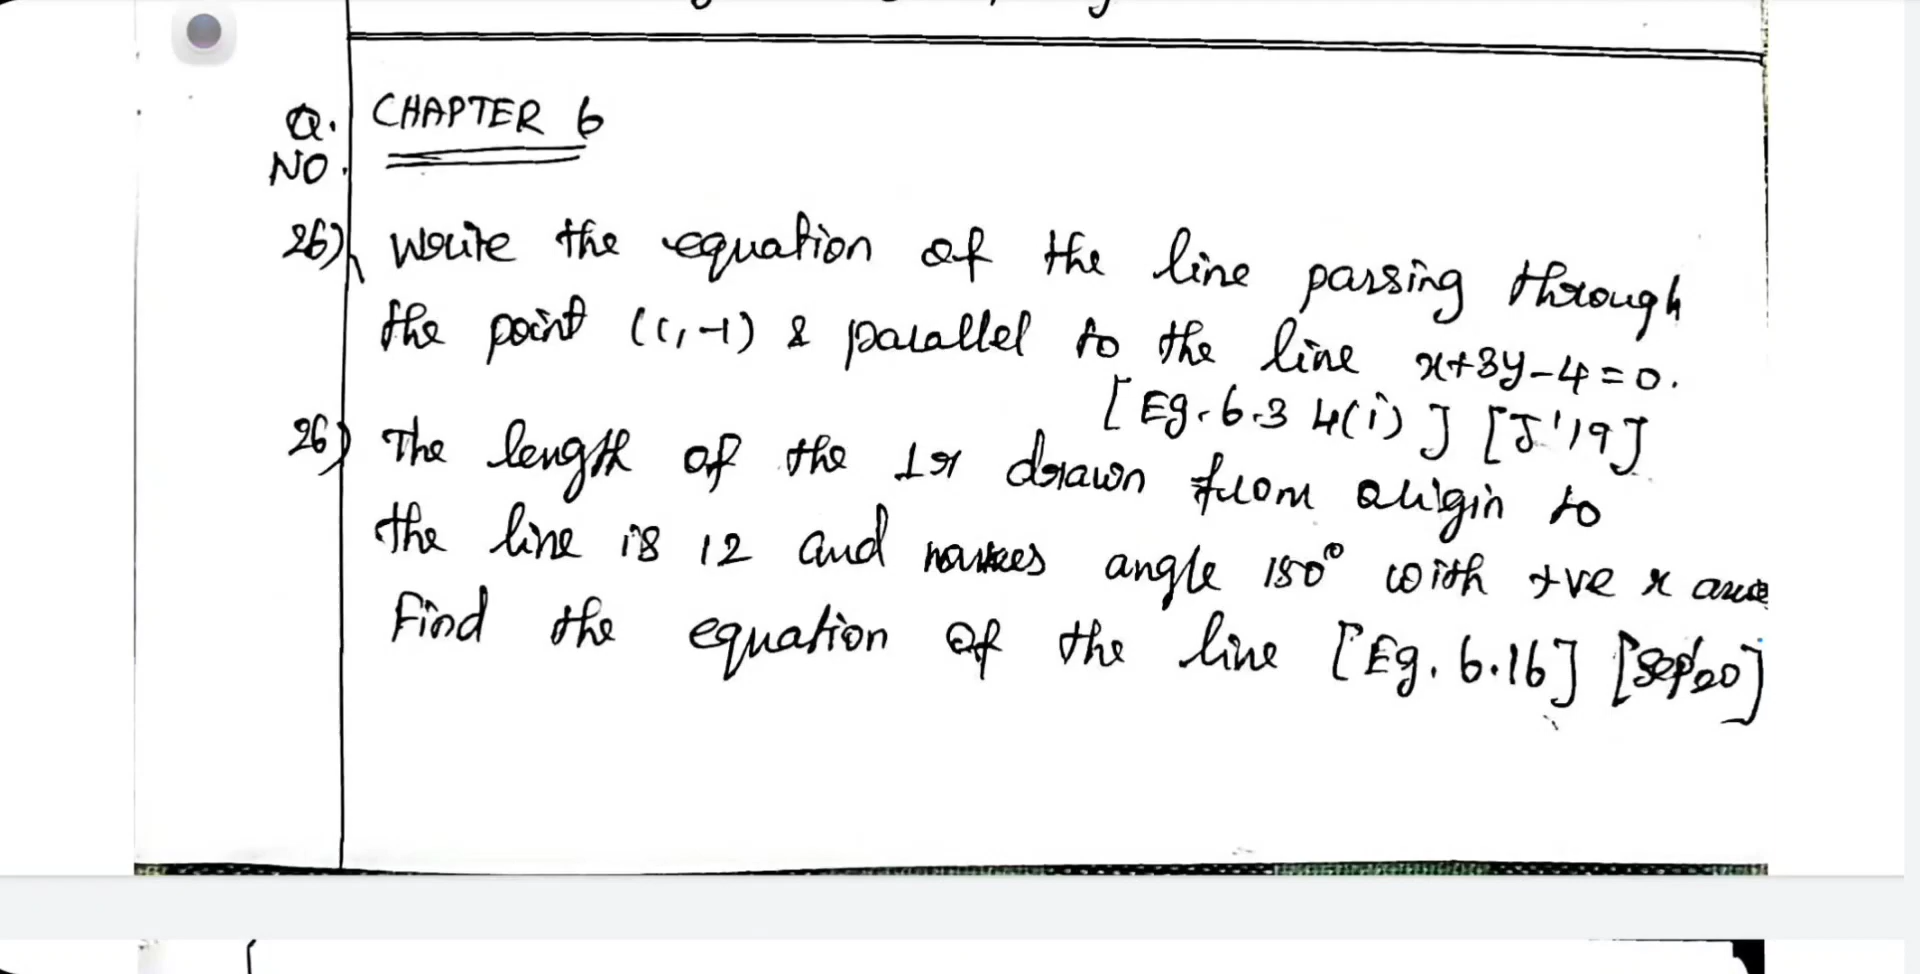 Q. NO.
CHAPTER 6
26) Write the equation of the line passing through
the point (1,-1) & parallel to the line x+3y-4=0.
[Eg. 6.3 4(i)] [J'19]
26) The length of the ⊥r drawn from origin to
the line is 12 and makes angle 150° with +ve x axis
Find the equation of the line [Eg. 6.16] [Sep'20]